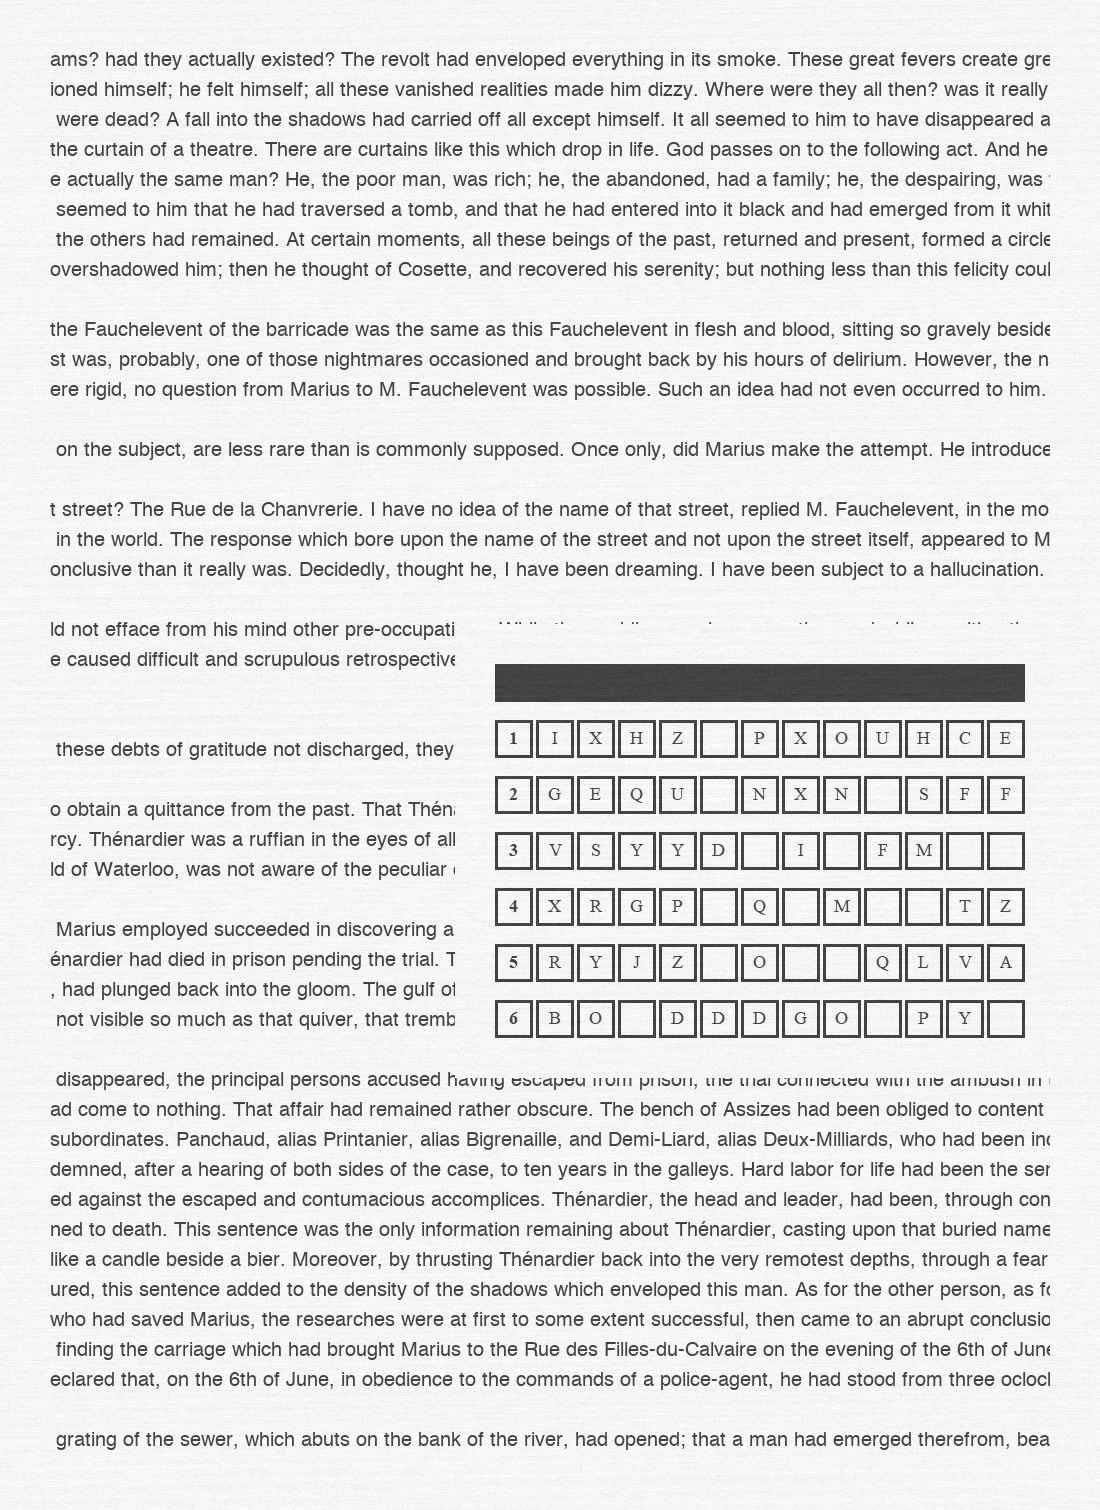 ams? had they actually existed? The revolt had enveloped everything in its smoke. These great fevers create gre
ioned himself; he felt himself; all these vanished realities made him dizzy. Where were they all then? was it really
were dead? A fall into the shadows had carried off all except himself. It all seemed to him to have disappeared a
the curtain of a theatre. There are curtains like this which drop in life. God passes on to the following act. And he
e actually the same man? He, the poor man, was rich; he, the abandoned, had a family; he, the despairing, was
seemed to him that he had traversed a tomb, and that he had entered into it black and had emerged from it whit
the others had remained. At certain moments, all these beings of the past, returned and present, formed a circle
overshadowed him; then he thought of Cosette, and recovered his serenity; but nothing less than this felicity coul
the Fauchelevent of the barricade was the same as this Fauchelevent in flesh and blood, sitting so gravely beside
st was, probably, one of those nightmares occasioned and brought back by his hours of delirium. However, the n
ere rigid, no question from Marius to M. Fauchelevent was possible. Such an idea had not even occurred to him.
on the subject, are less rare than is commonly supposed. Once only, did Marius make the attempt. He introduce
t street? The Rue de la Chanvrerie. I have no idea of the name of that street, replied M. Fauchelevent, in the mo
in the world. The response which bore upon the name of the street and not upon the street itself, appeared to M
onclusive than it really was. Decidedly, thought he, I have been dreaming. I have been subject to a hallucination.
ld not efface from his mind other pre-occupati
e caused difficult and scrupulous retrospective
these debts of gratitude not discharged, they
o obtain a quittance from the past. That Théna
rcy. Thénardier was a ruffian in the eyes of all
ld of Waterloo, was not aware of the peculiar
Marius employed succeeded in discovering a
énardier had died in prison pending the trial. T
, had plunged back into the gloom. The gulf of
not visible so much as that quiver, that tremb
1 I X H Z P X O U H C E
2 G E Q U N X N S F F
3 V S Y Y D I F M
4 X R G P Q M T Z
5 R Y J Z O Q L V A
6 B O D D D G O P Y
disappeared, the principal persons accused having escaped from prison, the trial connected with the ambush in
ad come to nothing. That affair had remained rather obscure. The bench of Assizes had been obliged to content
subordinates. Panchaud, alias Printanier, alias Bigrenaille, and Demi-Liard, alias Deux-Milliards, who had been inc
demned, after a hearing of both sides of the case, to ten years in the galleys. Hard labor for life had been the sen
ed against the escaped and contumacious accomplices. Thénardier, the head and leader, had been, through con
ned to death. This sentence was the only information remaining about Thénardier, casting upon that buried name
like a candle beside a bier. Moreover, by thrusting Thénardier back into the very remotest depths, through a fear
ured, this sentence added to the density of the shadows which enveloped this man. As for the other person, as fo
who had saved Marius, the researches were at first to some extent successful, then came to an abrupt conclusio
finding the carriage which had brought Marius to the Rue des Filles-du-Calvaire on the evening of the 6th of June
eclared that, on the 6th of June, in obedience to the commands of a police-agent, he had stood from three ocloc
grating of the sewer, which abuts on the bank of the river, had opened; that a man had emerged therefrom, bea